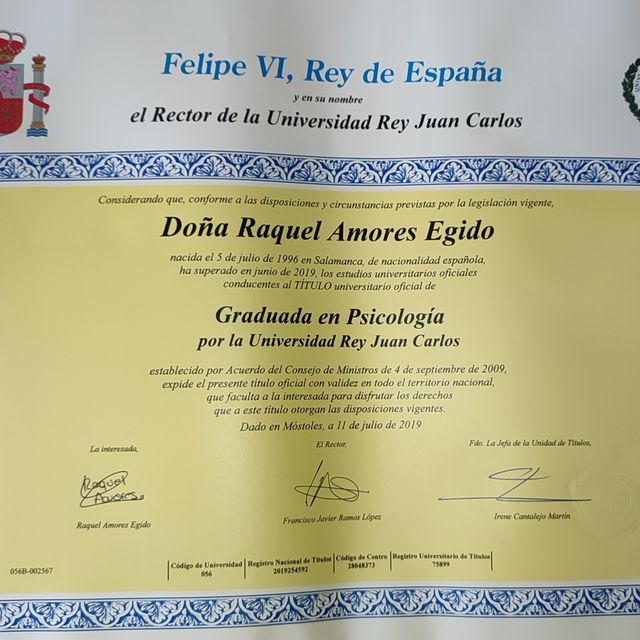 Felipe VI, Rey de España
y en su nombre
el Rector de la Universidad Rey Juan Carlos
Considerando que, conforme a las disposiciones y circunstancias previstas por la legislación vigente,
Doña Raquel Amores Egido
nacida el 5 de julio de 1996 en Salamanca, de nacionalidad española,
ha superado en junio de 2019, los estudios universitarios oficiales
conducentes al TÍTULO universitario oficial de
Graduada en Psicología
por la Universidad Rey Juan Carlos
establecido por Acuerdo del Consejo de Ministros de 4 de septiembre de 2009,
expide el presente título oficial con validez en todo el territorio nacional,
que faculta a la interesada para disfrutar los derechos
que a este título otorgan las disposiciones vigentes.
Dado en Móstoles, a 11 de julio de 2019
La interesada,
El Rector,
Fdo. La Jefa de la Unidad de Títulos,
Raquel
Amores
Raquel Amores Egido
Francisco Javier Ramos López
Irene Cantalejo Martín
056B-002567
Código de Universidad
056
Registro Nacional de Títulos
2019254592
Código de Centro
28048373
Registro Universitario de Títulos
75899